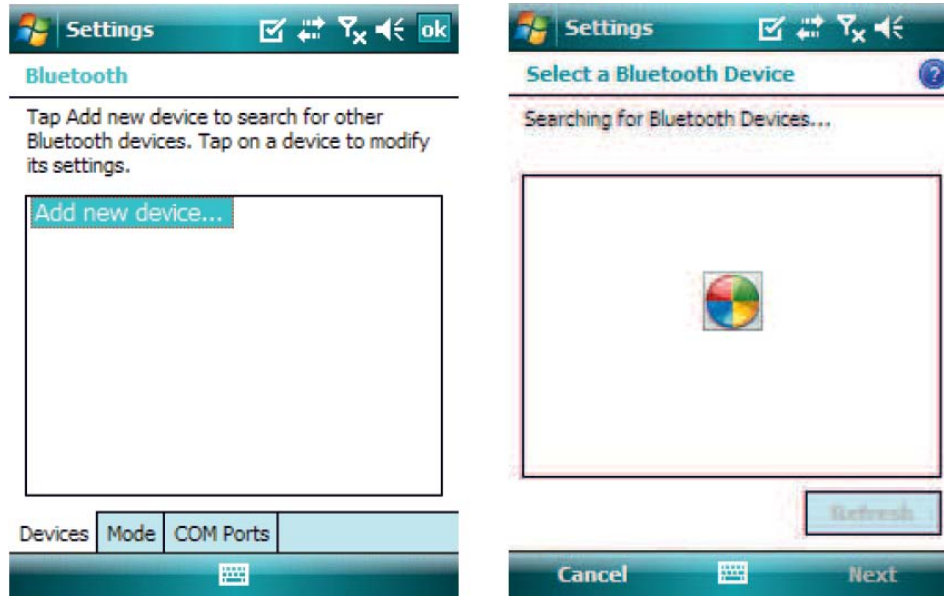 Settings
ok
Bluetooth
Tap Add new device to search for other
Bluetooth devices. Tap on a device to modify
its settings.
Add new device...
Devices
Mode
COM Ports
Settings
Select a Bluetooth Device
?
Searching for Bluetooth Devices...
Refresh
Cancel
Next